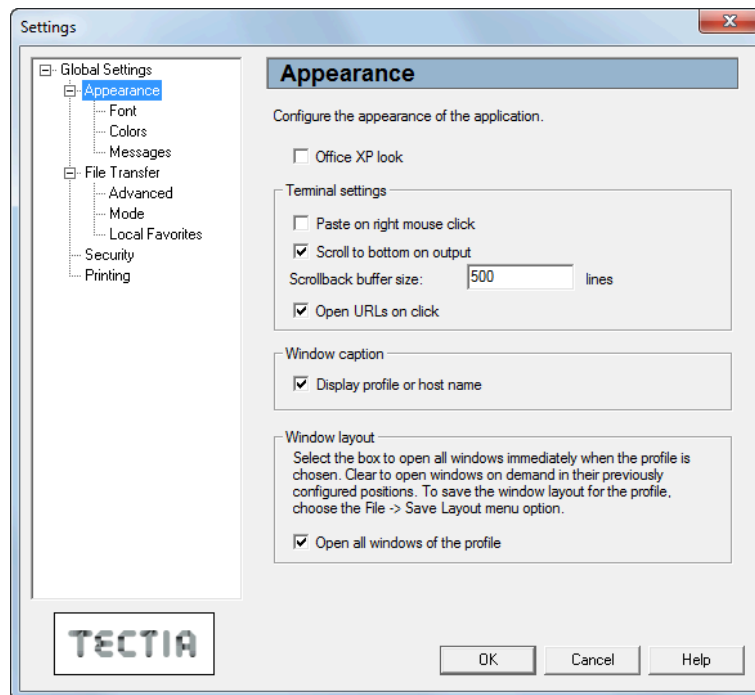 Settings
Global Settings
Appearance
Font
Colors
Messages
File Transfer
Advanced
Mode
Local Favorites
Security
Printing
Appearance
Configure the appearance of the application.
Office XP look
Terminal settings
Paste on right mouse click
Scroll to bottom on output
Scrollback buffer size: 500 lines
Open URLs on click
Window caption
Display profile or host name
Window layout
Select the box to open all windows immediately when the profile is
chosen. Clear to open windows on demand in their previously
configured positions. To save the window layout for the profile,
choose the File -> Save Layout menu option.
Open all windows of the profile
TECTIA
OK Cancel Help